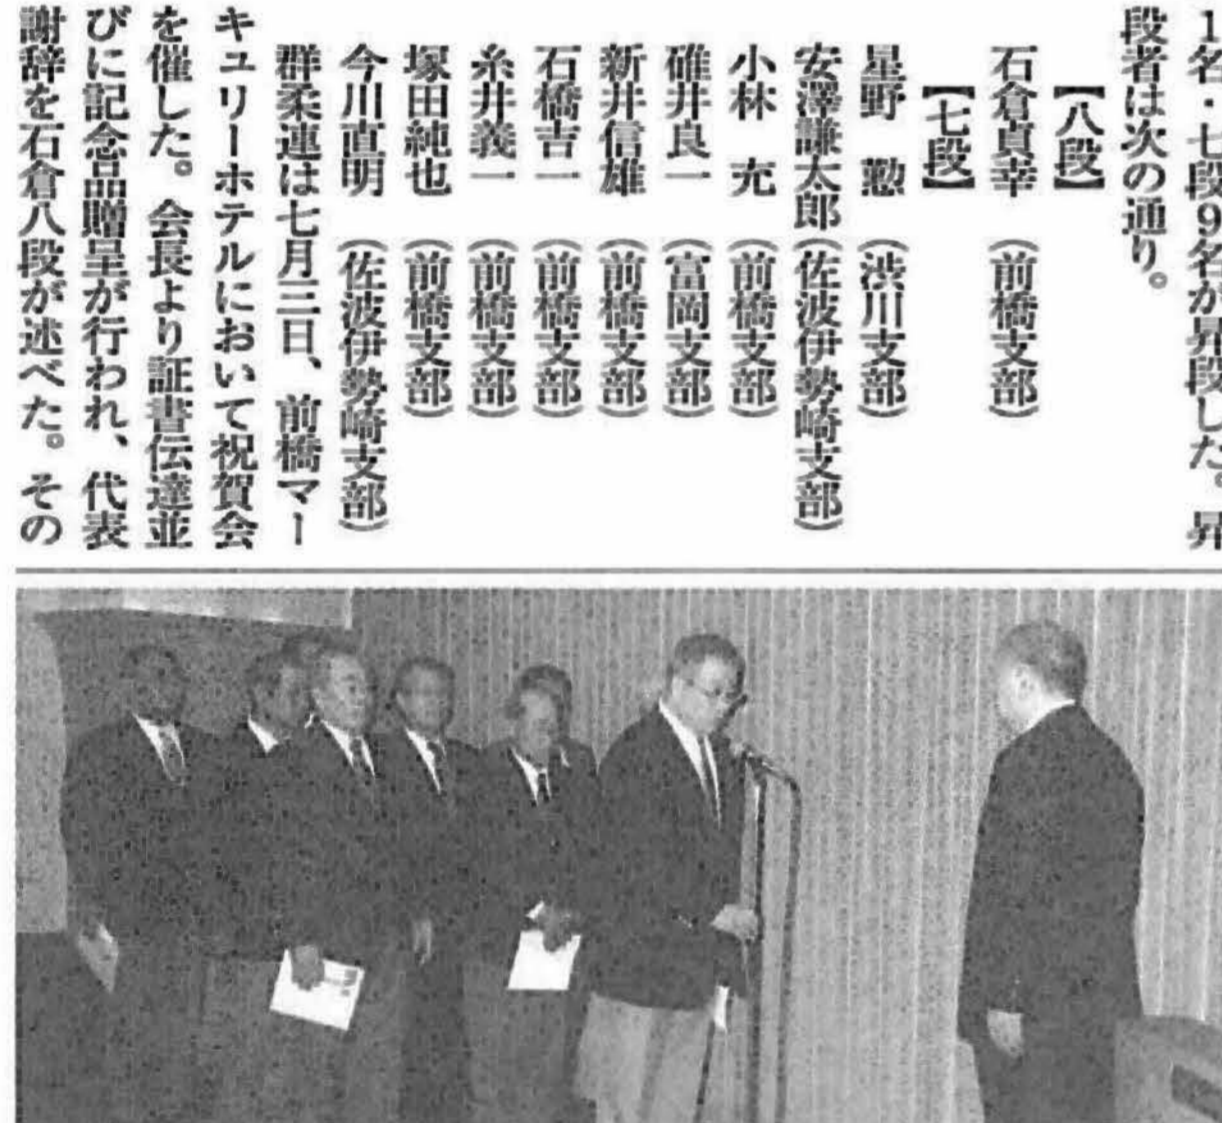 1名・七段9名が昇段した。昇
段者は次の通り。
【八段】
石倉貞幸（前橋支部）
【七段】
星野　勲（渋川支部）
安澤謙太郎（佐波伊勢崎支部）
小林　充（前橋支部）
碓井良一（富岡支部）
新井信雄（前橋支部）
石橋吉一（前橋支部）
糸井義一（前橋支部）
塚田純也（前橋支部）
今川直明（佐波伊勢崎支部）
群柔連は七月三日、前橋マー
キュリーホテルにおいて祝賀会
を催した。会長より証書伝達並
びに記念品贈呈が行われ、代表
謝辞を石倉八段が述べた。その